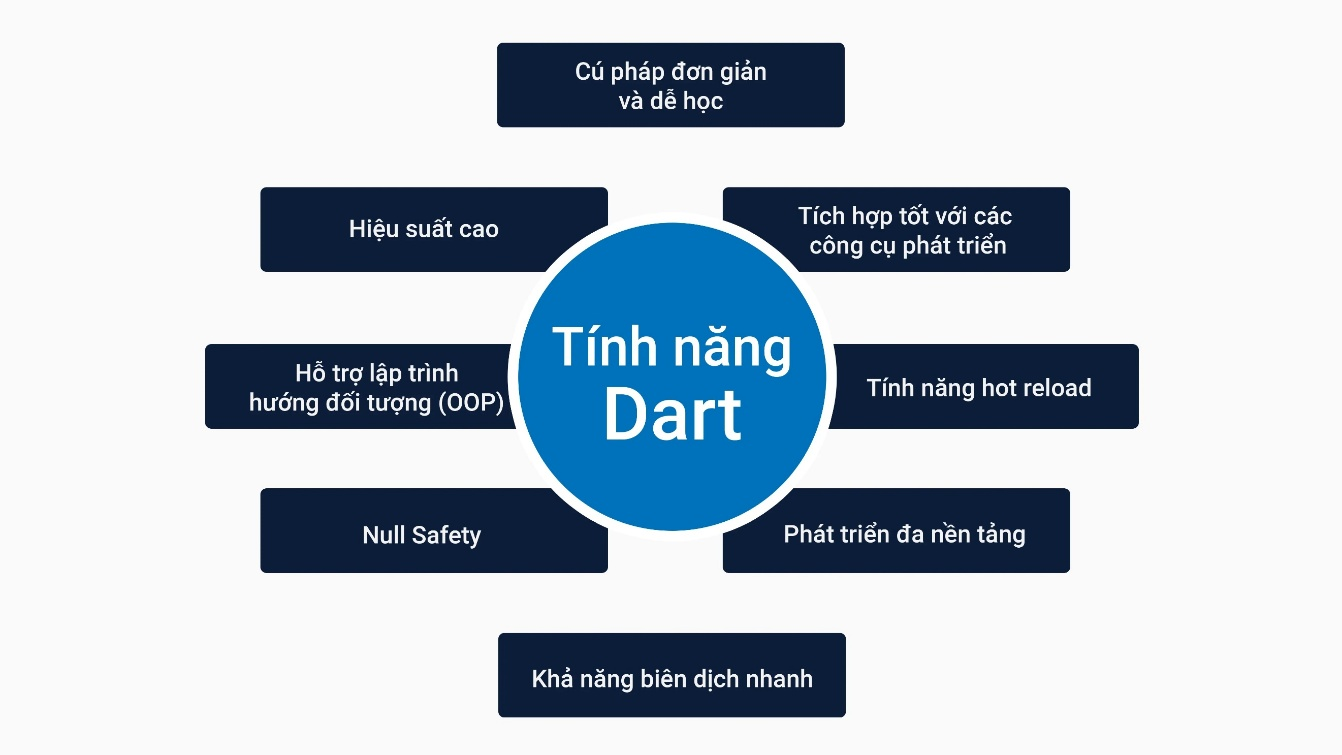 Cú pháp đơn giản
và dễ học
Hiệu suất cao
Tích hợp tốt với các
công cụ phát triển
Tính năng
Dart
Hỗ trợ lập trình
hướng đối tượng (OOP)
Tính năng hot reload
Null Safety
Phát triển đa nền tảng
Khả năng biên dịch nhanh